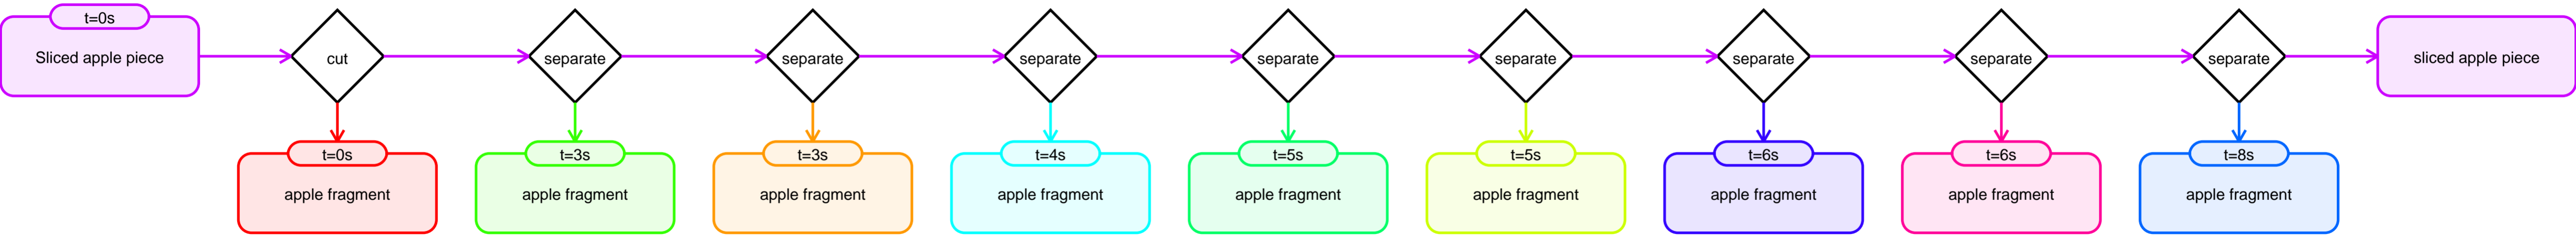 t=0s
Sliced apple piece
cut
separate
separate
separate
separate
separate
separate
separate
separate
sliced apple piece
t=0s
apple fragment
t=3s
apple fragment
t=3s
apple fragment
t=4s
apple fragment
t=5s
apple fragment
t=5s
apple fragment
t=6s
apple fragment
t=6s
apple fragment
t=8s
apple fragment